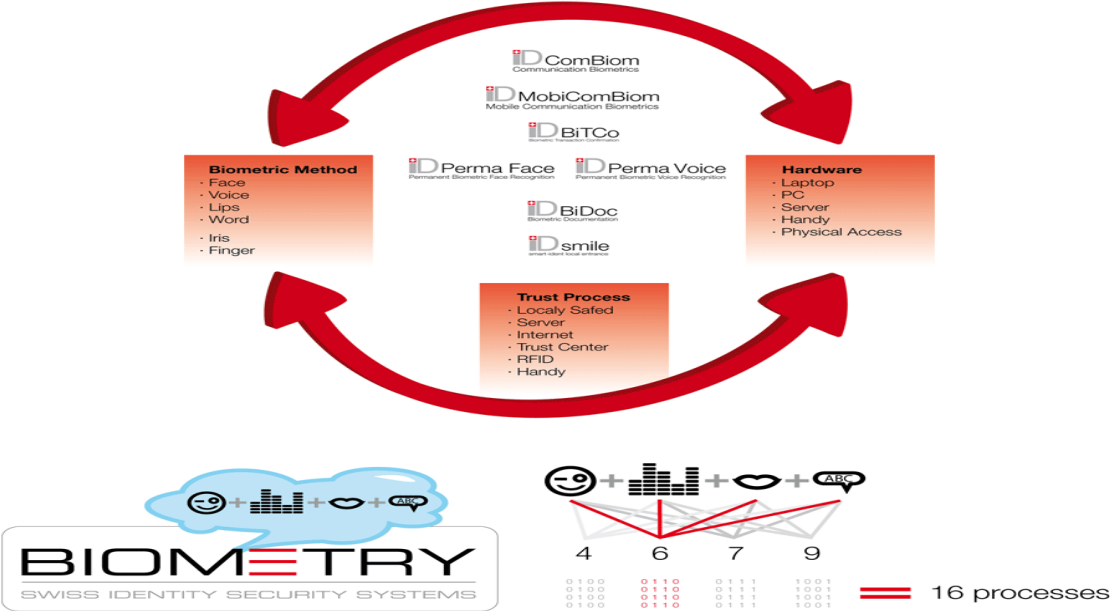 iD ComBiom
Communication Biometrics
iD MobiComBiom
Mobile Communication Biometrics
iD BiTCo
Biometric Transaction Confirmation
iD Perma Face
Permanent Biometric Face Recognition
iD Perma Voice
Permanent Biometric Voice Recognition
iD BiDoc
Biometric Documentation
iD smile
smart ident local entrance
Biometric Method
· Face
· Voice
· Lips
· Word
· Iris
· Finger
Hardware
· Laptop
· PC
· Server
· Handy
· Physical Access
Trust Process
· Localy Safed
· Server
· Internet
· Trust Center
· RFID
· Handy
+ + + ABC
BIOMETRY
SWISS IDENTITY SECURITY SYSTEMS
+ + + ABC
4 6 7 9
0100 0110 0111 1001
0100 0110 0111 1001
0100 0110 0111 1001
16 processes